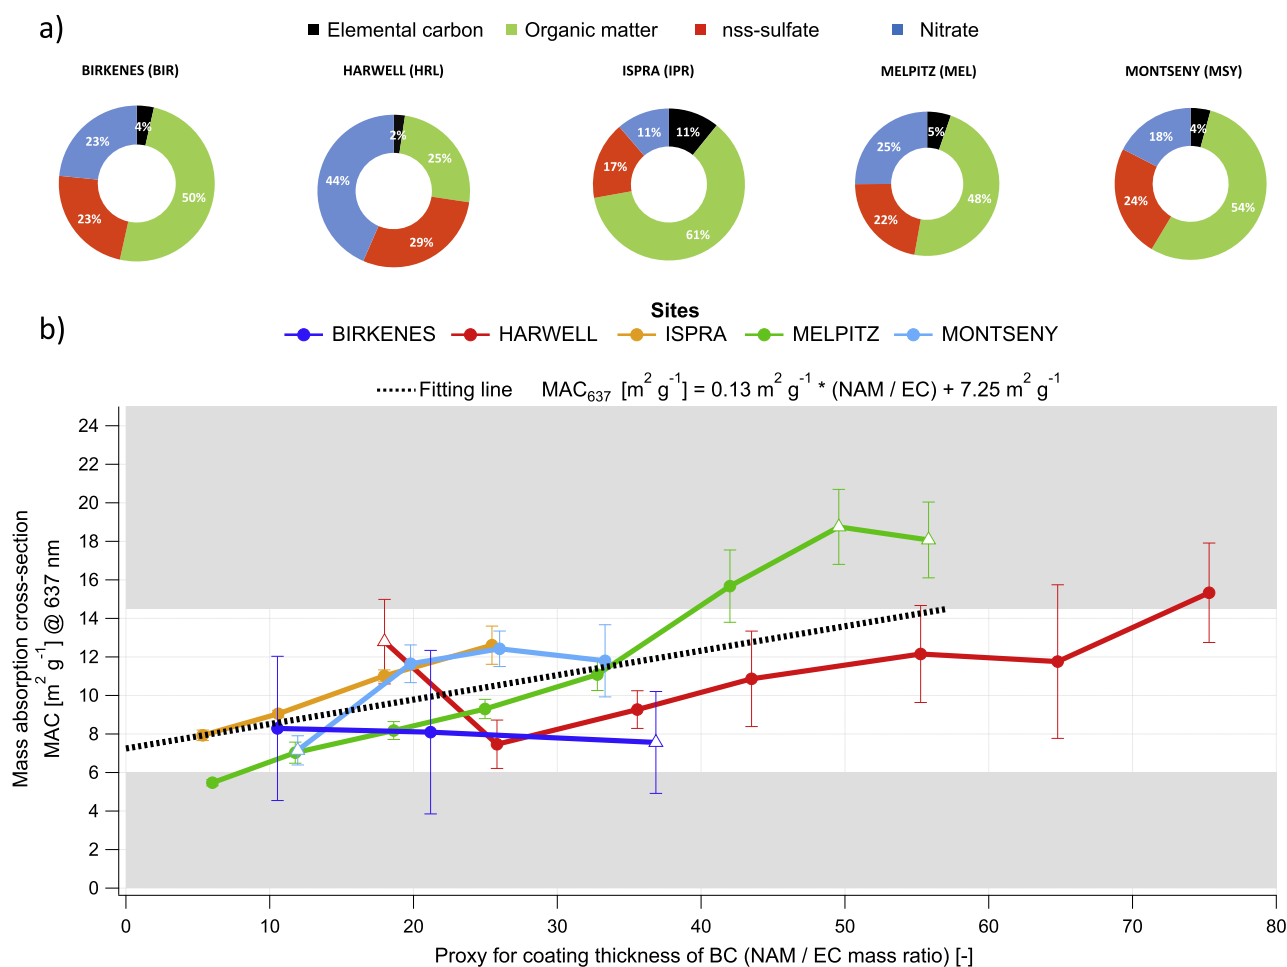 a)
Elemental carbon Organic matter nss-sulfate Nitrate
BIRKENES (BIR) HARWELL (HRL) ISPRA (IPR) MELPITZ (MEL) MONTSENY (MSY)
4% 50% 23% 23%
2% 25% 29% 44%
11% 61% 17% 11%
5% 48% 22% 25%
4% 54% 24% 18%
b)
Sites
BIRKENES HARWELL ISPRA MELPITZ MONTSENY
Fitting line MAC₆₃₇ [m² g⁻¹] = 0.13 m² g⁻¹ * (NAM / EC) + 7.25 m² g⁻¹
Mass absorption cross-section
MAC [m² g⁻¹] @ 637 nm
24
22
20
18
16
14
12
10
8
6
4
2
0
0 10 20 30 40 50 60 70 80
Proxy for coating thickness of BC (NAM / EC mass ratio) [-]